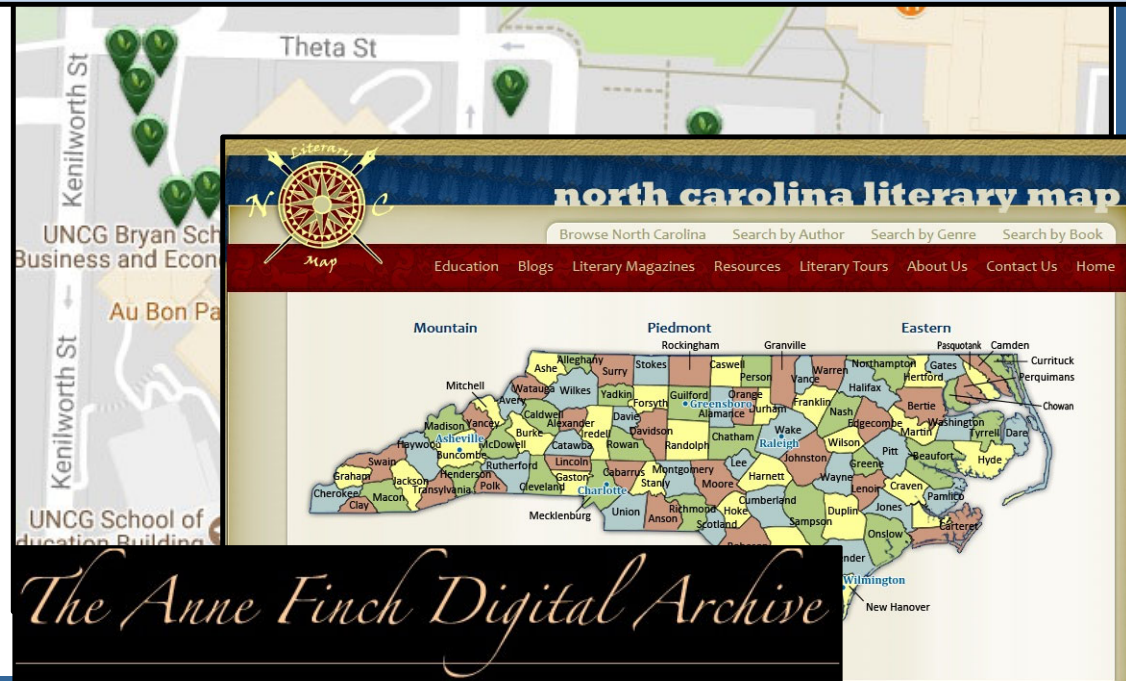 Theta St
Kenilworth St
UNCG Bryan Sch
Business and Econ
Au Bon Pa
Kenilworth St
UNCG School of
ducation Building
Literary
N C
Map
north carolina literary map
Browse North Carolina Search by Author Search by Genre Search by Book
Education Blogs Literary Magazines Resources Literary Tours About Us Contact Us Home
Mountain Piedmont Eastern
Rockingham Granville Pasquotank Camden
Ashe Alleghany Surry Stokes Caswell Person Vance Warren Northampton Gates Currituck
Hertford Perquimans
Mitchell Watauga Wilkes Yadkin Forsyth Guilford Greensboro Orange Durham Franklin Halifax Bertie Chowan
Avery Caldwell Alexander Davie Alamance Nash
Madison Yancey Iredell Davidson Edgecombe Martin Washington Tyrrell Dare
Haywood Asheville McDowell Burke Catawba Rowan Randolph Chatham Wake Raleigh Wilson Pitt Beaufort Hyde
Buncombe Rutherford Lincoln Johnston Greene
Swain Henderson Gaston Cabarrus Montgomery Lee Harnett Wayne
Graham Jackson Transylvania Polk Cleveland Stanly Moore Lenoir Craven Pamlico
Cherokee Macon Charlotte Cumberland Jones
Clay Mecklenburg Union Anson Richmond Hoke Sampson Duplin Carteret
Scotland Onslow
ender
Wilmington
New Hanover
The Anne Finch Digital Archive